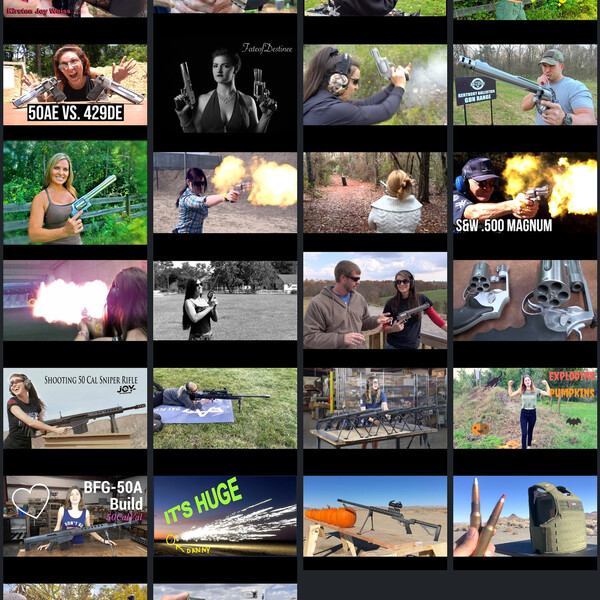 Kirsten Joy Weiss
50AE VS. 429DE
FateofDestinee
KENTUCKY BALLISTICS
GUN RANGE
S&W .500 MAGNUM
SHOOTING 50 CAL SNIPER RIFLE
JOY
EXPLODING
PUMPKINS
BFG-50A
Build
50CalVal
IT'S HUGE
DANNY